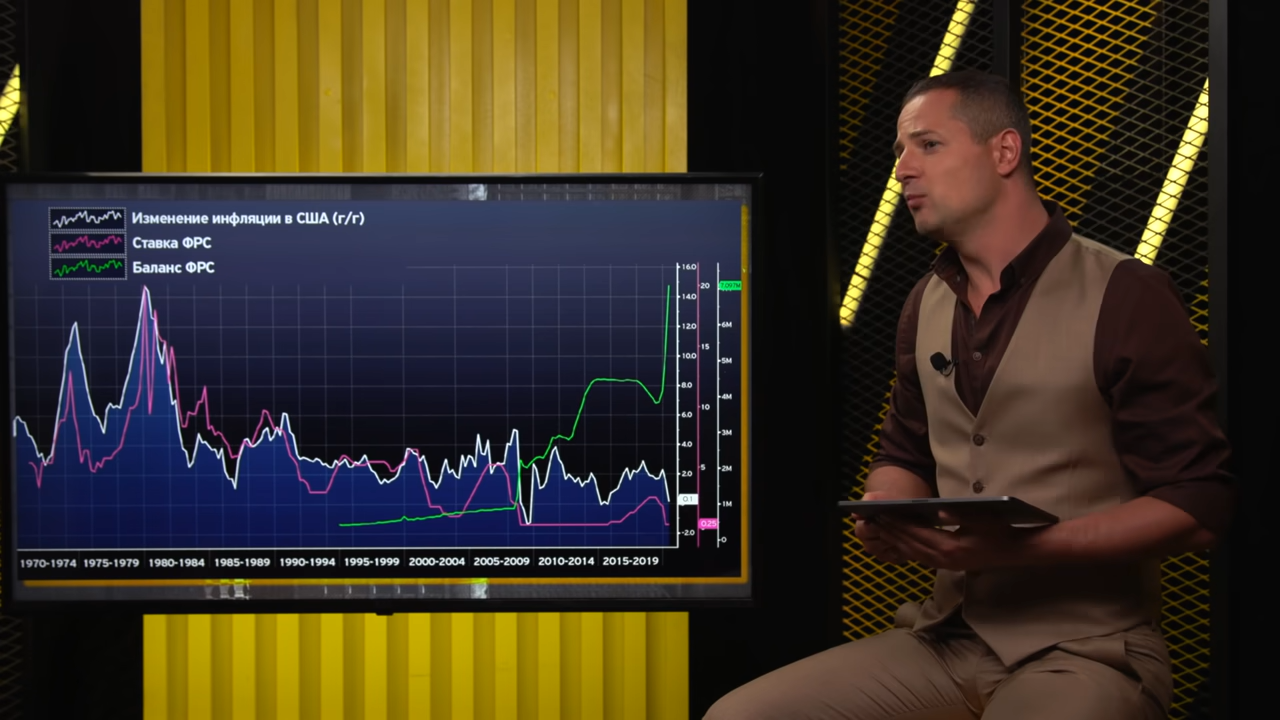 Изменение инфляции в США (г/г)
Ставка ФРС
Баланс ФРС
16.0
20
7.097M
14.0
12.0
6M
15
10.0
5M
8.0
4M
10
6.0
3M
4.0
5
2M
2.0
0.1
1M
0.25
-2.0
0
1970-1974 1975-1979 1980-1984 1985-1989 1990-1994 1995-1999 2000-2004 2005-2009 2010-2014 2015-2019